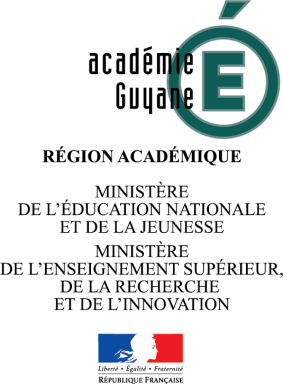 académie
Guyane
É
RÉGION ACADÉMIQUE
MINISTÈRE
DE L'ÉDUCATION NATIONALE
ET DE LA JEUNESSE
MINISTÈRE
DE L'ENSEIGNEMENT SUPÉRIEUR,
DE LA RECHERCHE
ET DE L'INNOVATION
Liberté • Égalité • Fraternité
RÉPUBLIQUE FRANÇAISE